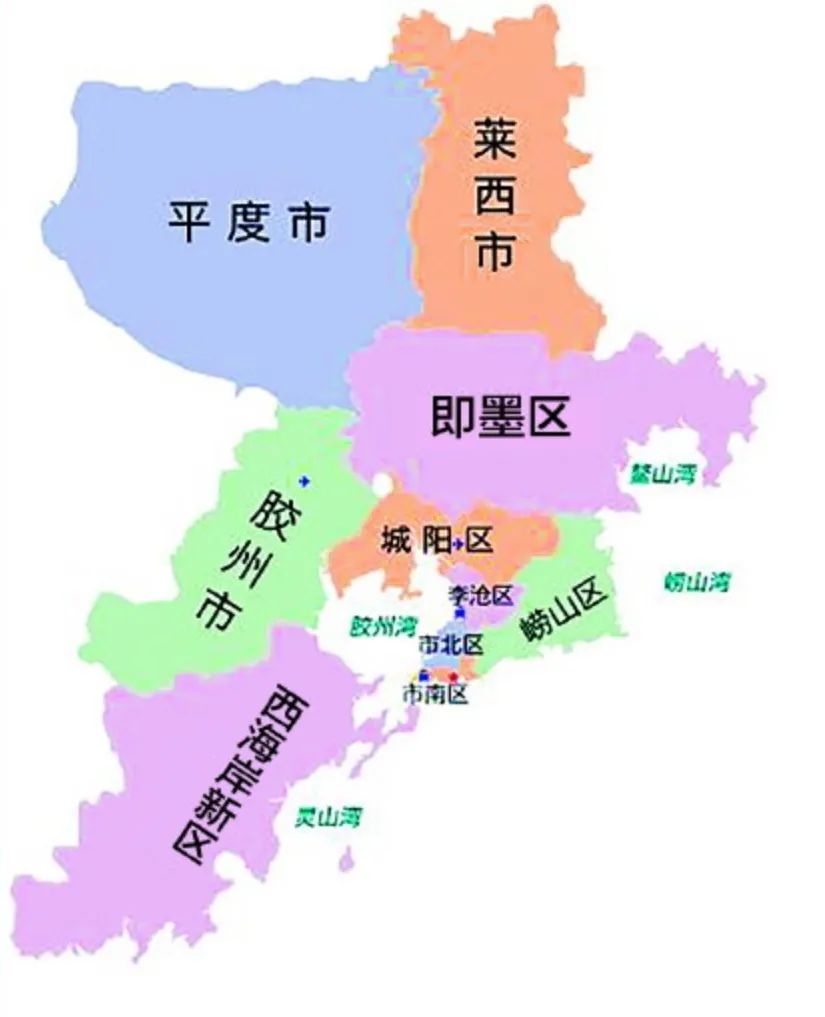 莱西市
平度市
即墨区
鳌山湾
胶州市
城阳区
崂山湾
李沧区
崂山区
胶州湾
市北区
市南区
西海岸新区
灵山湾